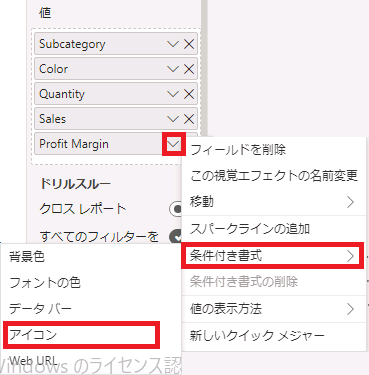 値
Subcategory
Color
Quantity
Sales
Profit Margin
フィールドを削除
この視覚エフェクトの名前変更
移動
スパークラインの追加
条件付き書式
条件付き書式の削除
値の表示方法
新しいクイック メジャー
ドリルスルー
クロス レポート
すべてのフィルターを
背景色
フォントの色
データ バー
アイコン
Web URL
Windows のライセンス認